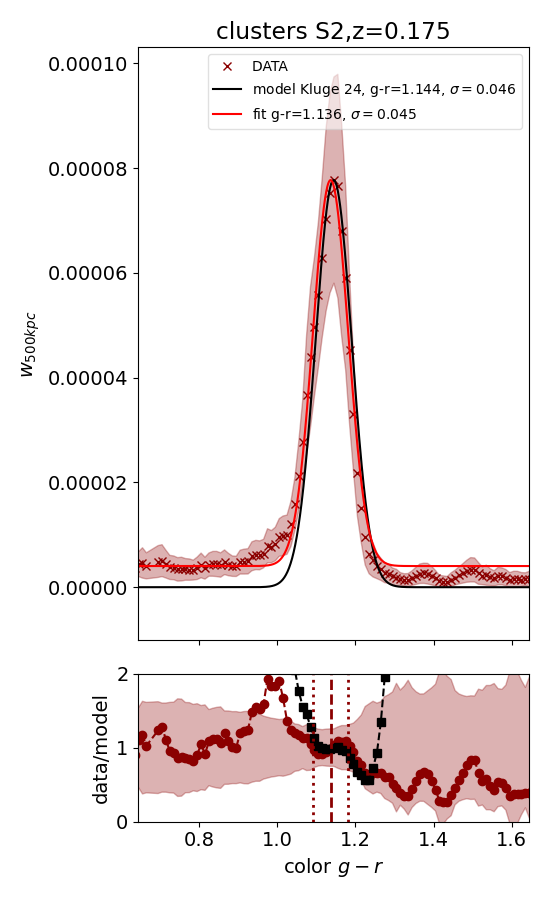 clusters S2,z=0.175
0.00010
0.00008
0.00006
0.00004
0.00002
0.00000
w500kpc
DATA
model Kluge 24, g-r=1.144, σ = 0.046
fit g-r=1.136, σ = 0.045
2
1
0
data/model
0.8 1.0 1.2 1.4 1.6
color g − r